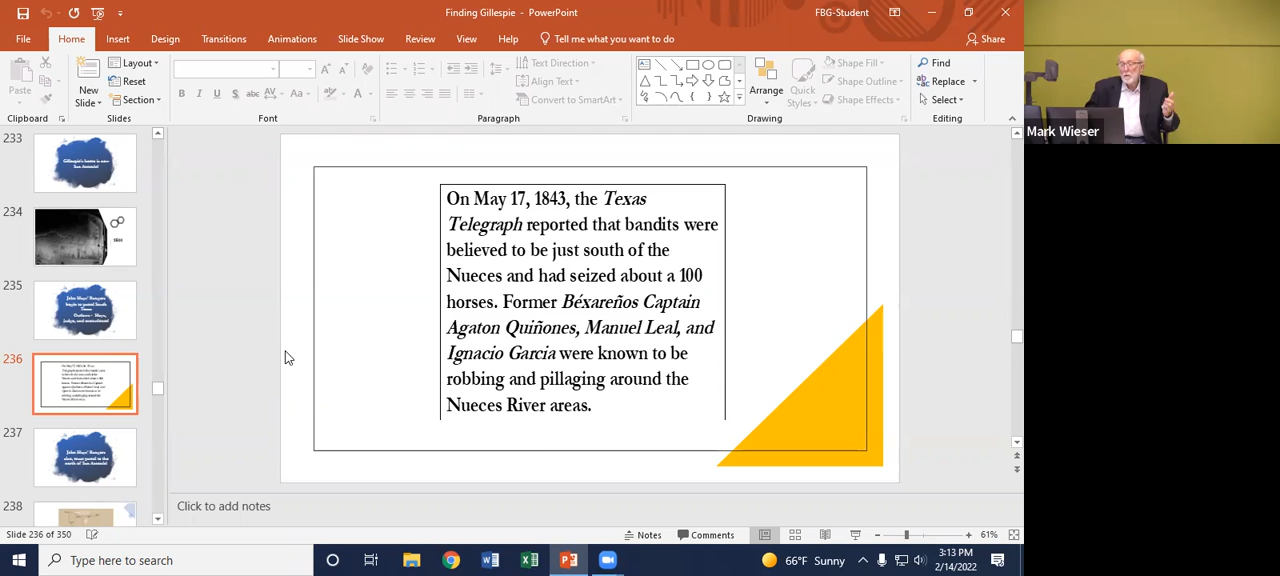 Finding Gillespie - PowerPoint
FBG-Student
File Home Insert Design Transitions Animations Slide Show Review View Help Tell me what you want to do
Share
Paste
New
Slide
Layout
Reset
Section
Text Direction
Align Text
Convert to SmartArt
Arrange
Quick
Styles
Shape Fill
Shape Outline
Shape Effects
Find
Replace
Select
Clipboard Slides Font Paragraph Drawing Editing
Mark Wieser
233
Gillespie's home is now
San Antonio!
234
235
236
237
238
On May 17, 1843, the Texas
Telegraph reported that bandits were
believed to be just south of the
Nueces and had seized about a 100
horses. Former Béxareños Captain
Agaton Quiñones, Manuel Leal, and
Ignacio Garcia were known to be
robbing and pillaging around the
Nueces River areas.
Click to add notes
Slide 236 of 350
Notes Comments
61%
Type here to search
66°F Sunny
3:13 PM
2/14/2022